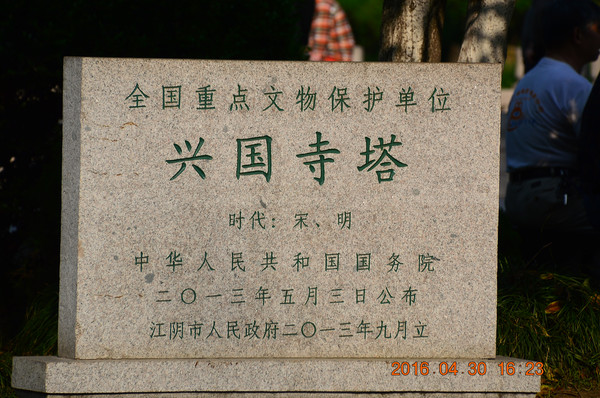 全国重点文物保护单位
兴国寺塔
时代：宋、明
中华人民共和国国务院
二〇一三年五月三日公布
江阴市人民政府二〇一三年九月立
2016.04.30 16:23